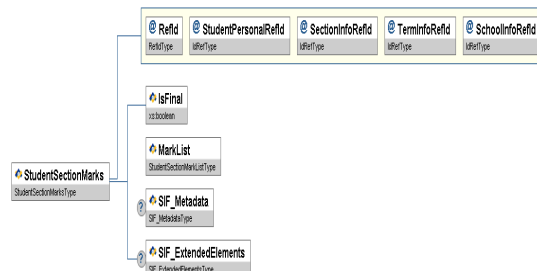 @ RefId
RefIdType
@ StudentPersonalRefId
IdRefType
@ SectionInfoRefId
IdRefType
@ TermInfoRefId
IdRefType
@ SchoolInfoRefId
IdRefType
IsFinal
xs:boolean
MarkList
StudentSectionMarkListType
StudentSectionMarks
StudentSectionMarksType
? SIF_Metadata
SIF_MetadataType
? SIF_ExtendedElements
SIF_ExtendedElementsType